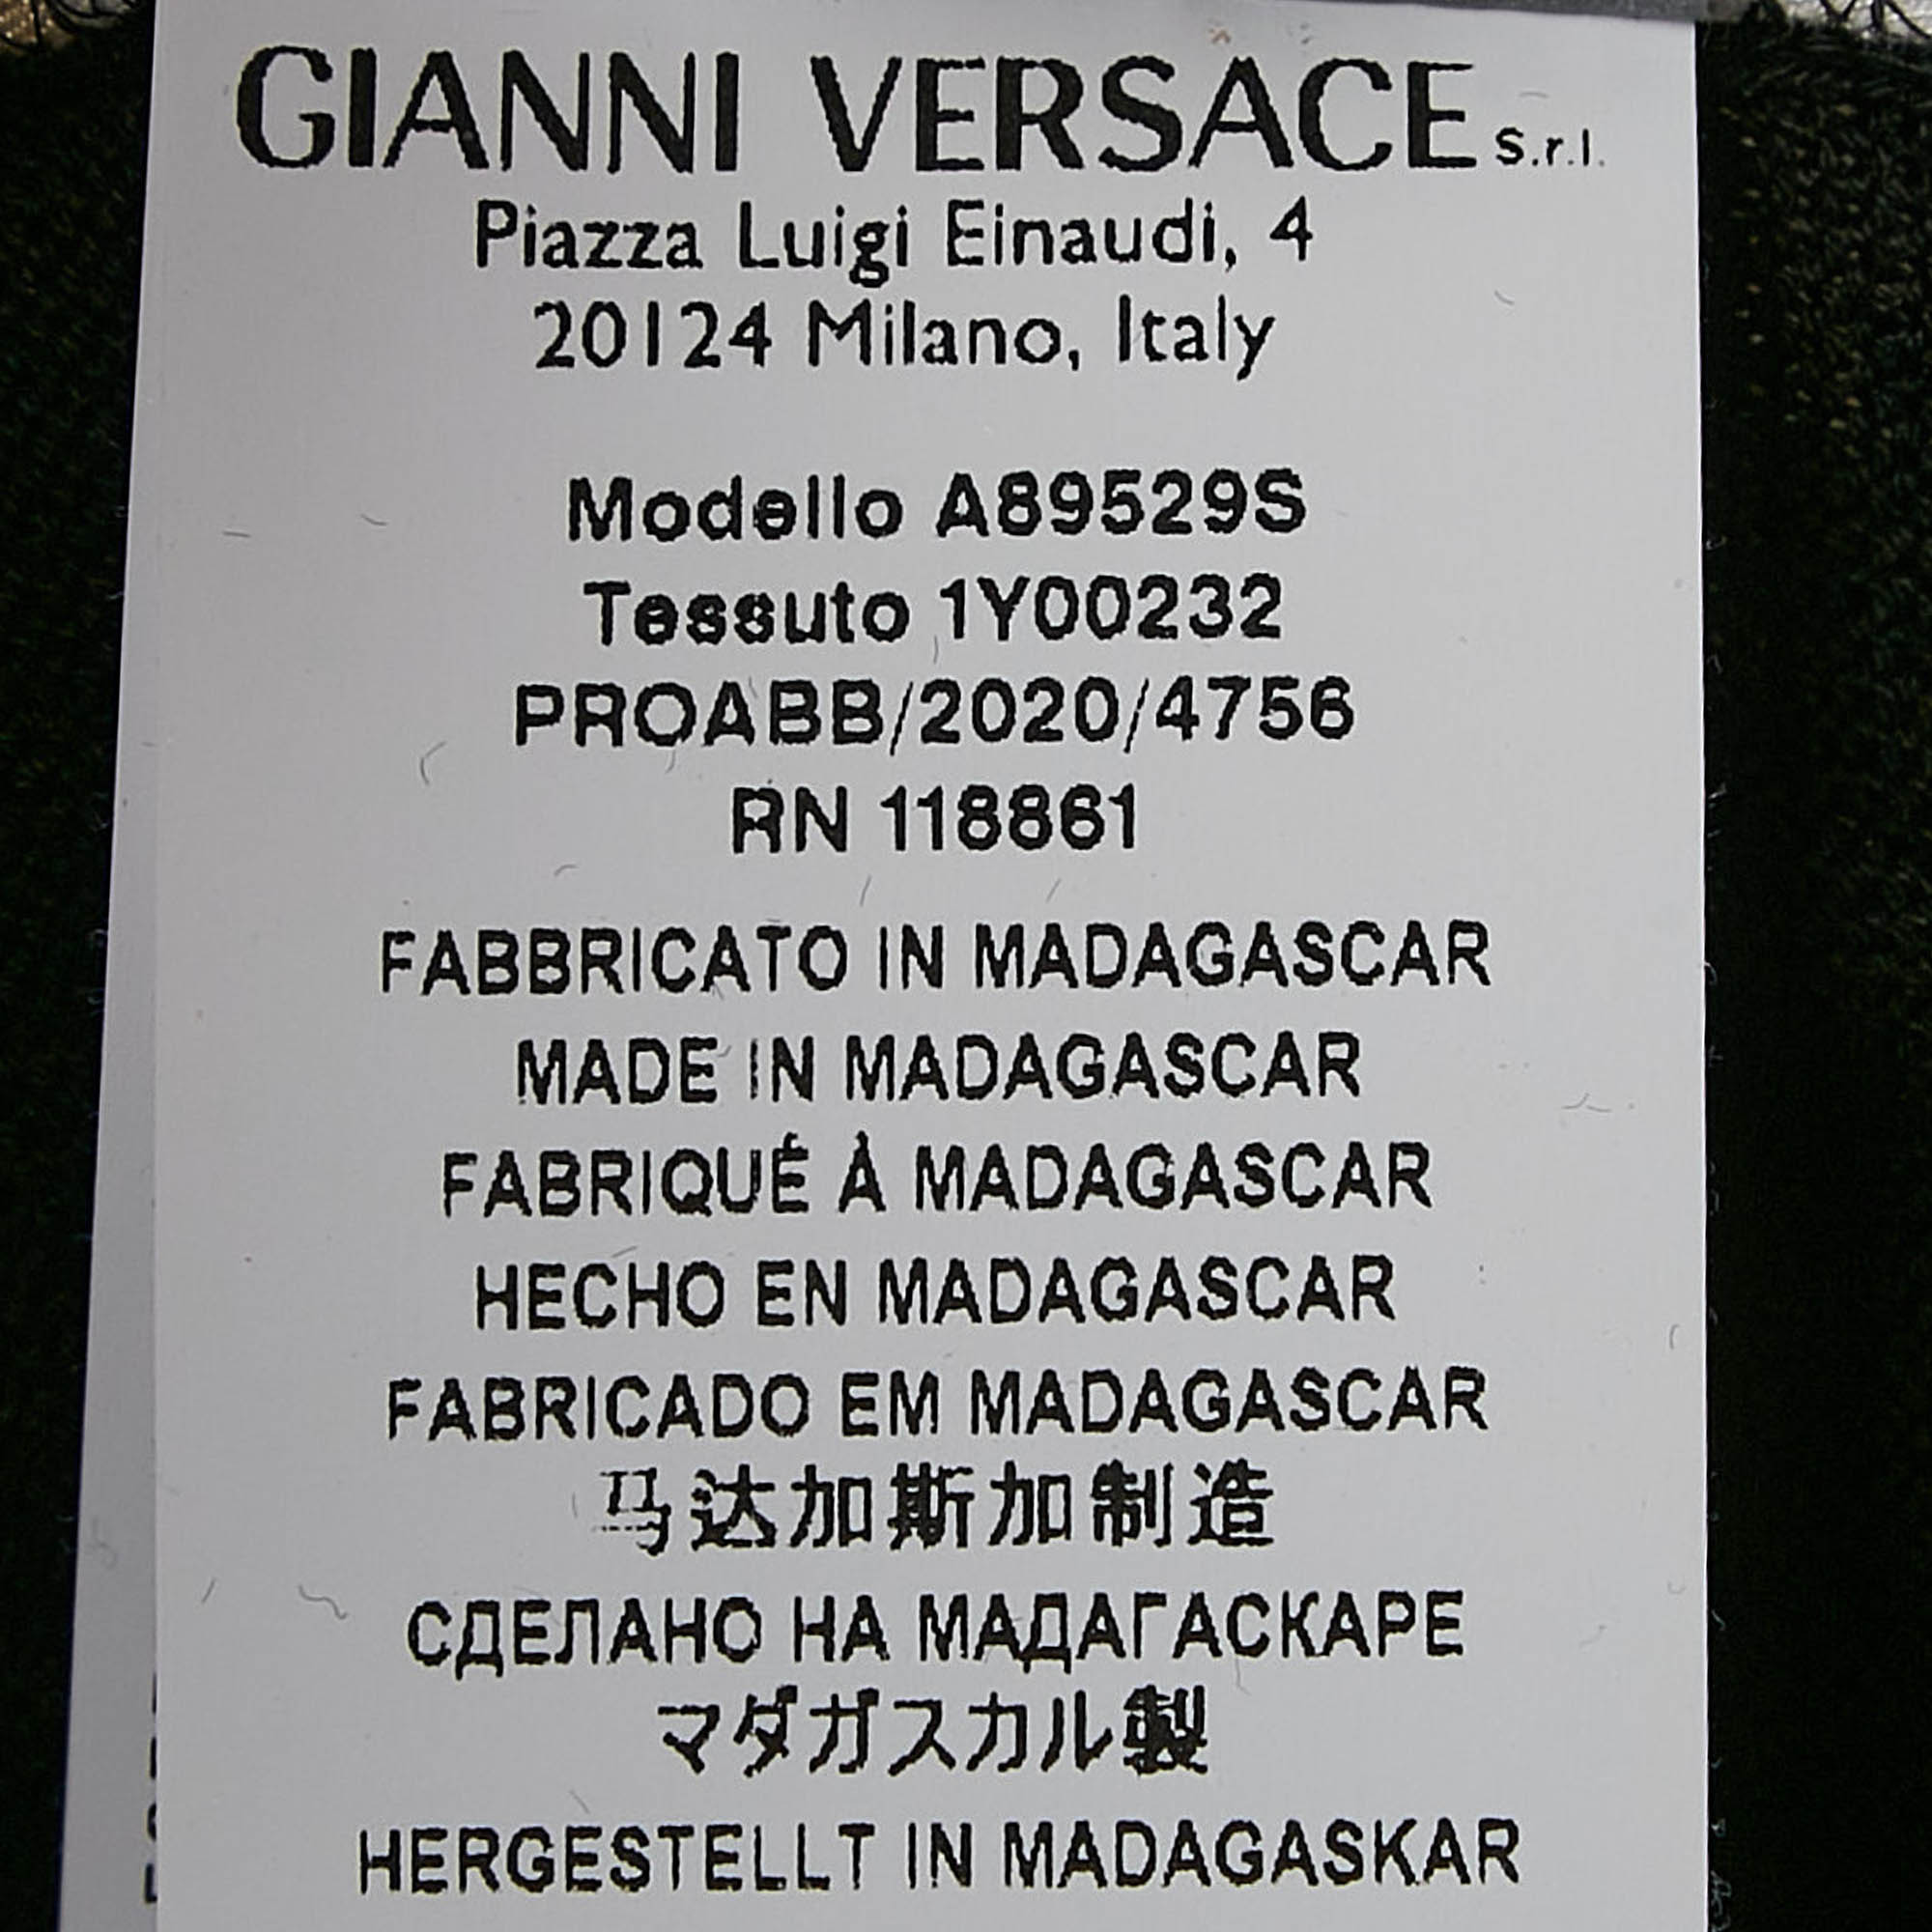 GIANNI VERSACE S.r.l.
Piazza Luigi Einaudi, 4
20124 Milano, Italy
Modello A89529S
Tessuto 1Y00232
PROABB/2020/4756
RN 118861
FABBRICATO IN MADAGASCAR
MADE IN MADAGASCAR
FABRIQUÉ À MADAGASCAR
HECHO EN MADAGASCAR
FABRICADO EM MADAGASCAR
马达加斯加制造
СДЕЛАНО НА МАДАГАСКАРЕ
マダガスカル製
HERGESTELLT IN MADAGASKAR